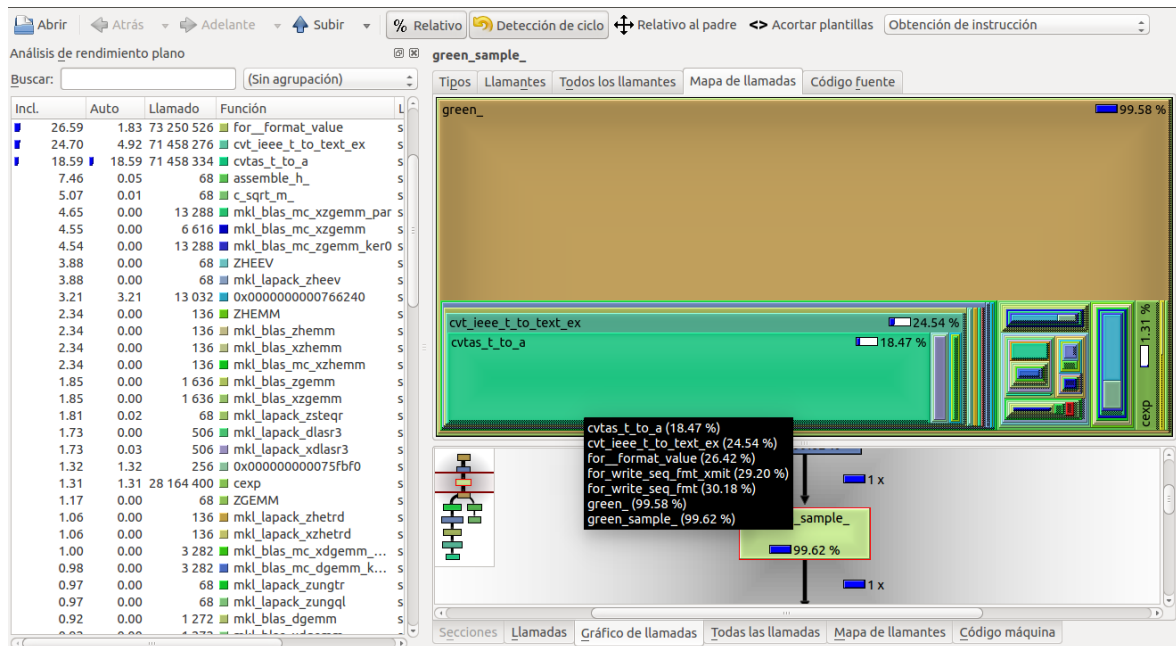 Abrir Atrás Adelante Subir % Relativo Detección de ciclo Relativo al padre <> Acortar plantillas Obtención de instrucción
Análisis de rendimiento plano
Buscar: (Sin agrupación)
Incl. Auto Llamado Función L
26.59 1.83 73 250 526 for__format_value s
24.70 4.92 71 458 276 cvt_ieee_t_to_text_ex s
18.59 18.59 71 458 334 cvtas_t_to_a s
7.46 0.05 68 assemble_h_ s
5.07 0.01 68 c_sqrt_m_ s
4.65 0.00 13 288 mkl_blas_mc_xzgemm_par s
4.55 0.00 6 616 mkl_blas_mc_xzgemm s
4.54 0.00 13 288 mkl_blas_mc_zgemm_ker0 s
3.88 0.00 68 ZHEEV s
3.88 0.00 68 mkl_lapack_zheev s
3.21 3.21 13 032 0x0000000000766240 s
2.34 0.00 136 ZHEMM s
2.34 0.00 136 mkl_blas_zhemm s
2.34 0.00 136 mkl_blas_xzhemm s
2.34 0.00 136 mkl_blas_mc_xzhemm s
1.85 0.00 1 636 mkl_blas_zgemm s
1.85 0.00 1 636 mkl_blas_xzgemm s
1.81 0.02 68 mkl_lapack_zsteqr s
1.73 0.00 506 mkl_lapack_dlasr3 s
1.73 0.03 506 mkl_lapack_xdlasr3 s
1.32 1.32 256 0x000000000075fbf0 s
1.31 1.31 28 164 400 cexp s
1.17 0.00 68 ZGEMM s
1.06 0.00 136 mkl_lapack_zhetrd s
1.06 0.00 136 mkl_lapack_xzhetrd s
1.00 0.00 3 282 mkl_blas_mc_xdgemm_... s
0.98 0.00 3 282 mkl_blas_mc_dgemm_k... s
0.97 0.00 68 mkl_lapack_zungtr s
0.97 0.00 68 mkl_lapack_zungql s
0.92 0.00 1 272 mkl_blas_dgemm s
green_sample_
Tipos Llamantes Todos los llamantes Mapa de llamadas Código fuente
green_ 99.58 %
cvt_ieee_t_to_text_ex 24.54 %
cvtas_t_to_a 18.47 %
cexp 1.31 %
cvtas_t_to_a (18.47 %)
cvt_ieee_t_to_text_ex (24.54 %)
for__format_value (26.42 %)
for_write_seq_fmt_xmit (29.20 %)
for_write_seq_fmt (30.18 %)
green_ (99.58 %)
green_sample_ (99.62 %)
1 x
_sample_
99.62 %
1 x
Secciones Llamadas Gráfico de llamadas Todas las llamadas Mapa de llamantes Código máquina